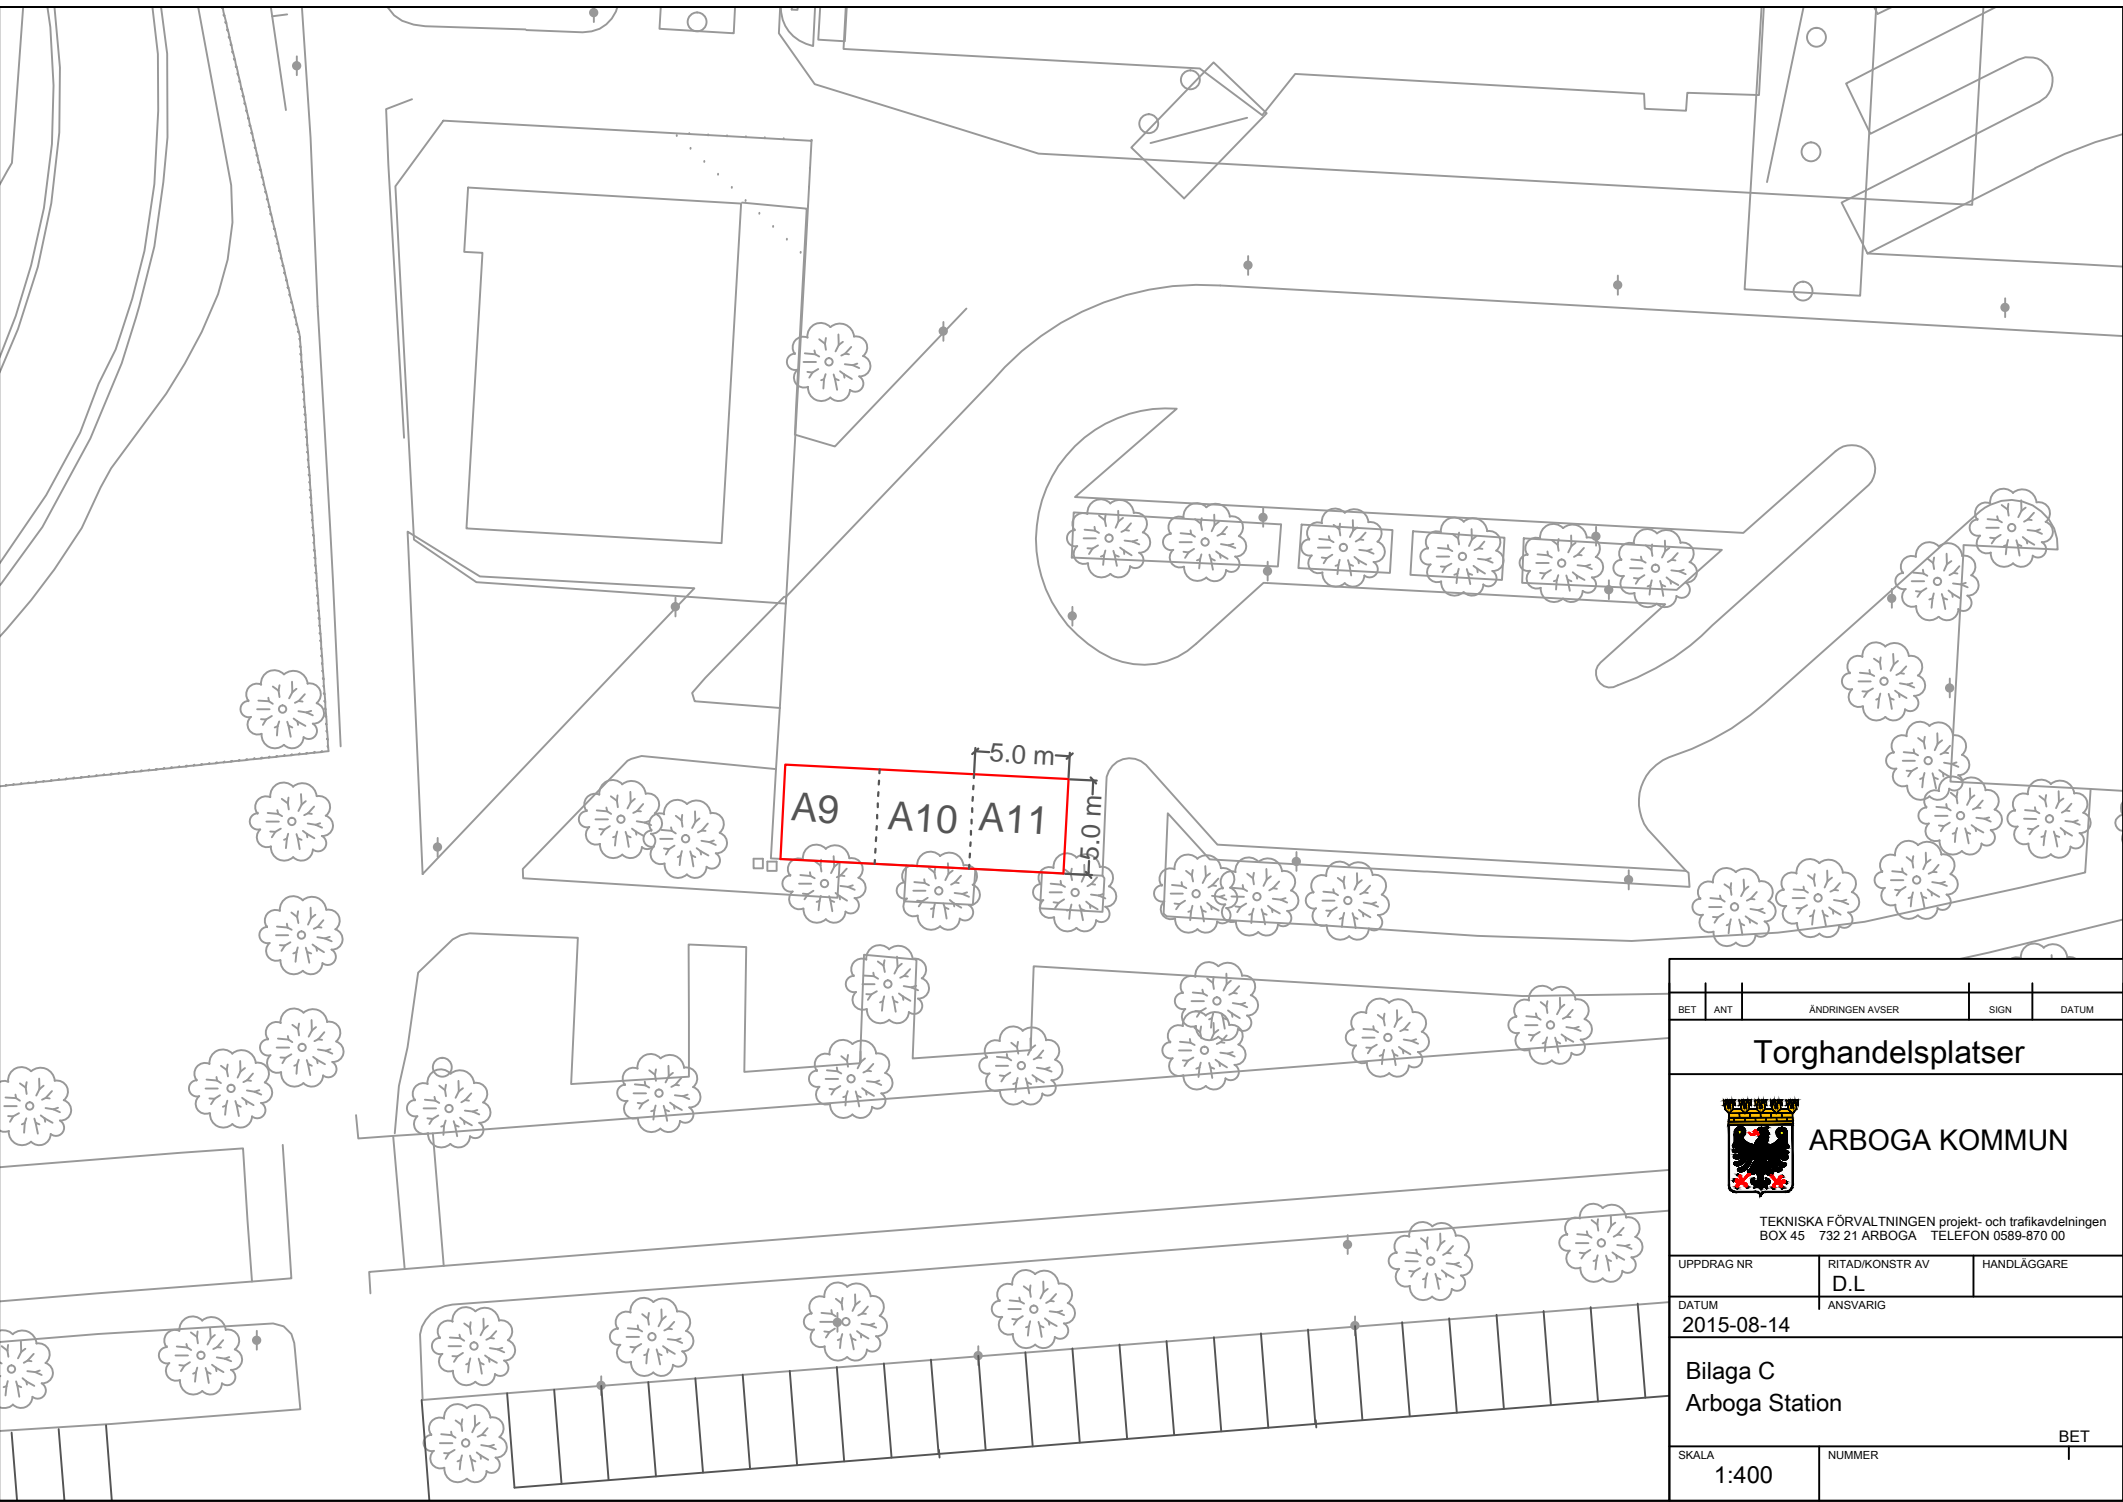 5.0 m
A9 A10 A11
5.0 m
BET ANT ÄNDRINGEN AVSER SIGN DATUM
Torghandelsplatser
ARBOGA KOMMUN
TEKNISKA FÖRVALTNINGEN projekt- och trafikavdelningen
BOX 45 732 21 ARBOGA TELEFON 0589-870 00
UPPDRAG NR RITAD/KONSTR AV HANDLÄGGARE
D.L
DATUM ANSVARIG
2015-08-14
Bilaga C
Arboga Station
BET
SKALA NUMMER
1:400